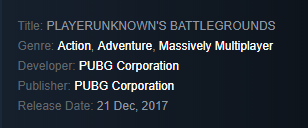 Title: PLAYERUNKNOWN'S BATTLEGROUNDS
Genre: Action, Adventure, Massively Multiplayer
Developer: PUBG Corporation
Publisher: PUBG Corporation
Release Date: 21 Dec, 2017